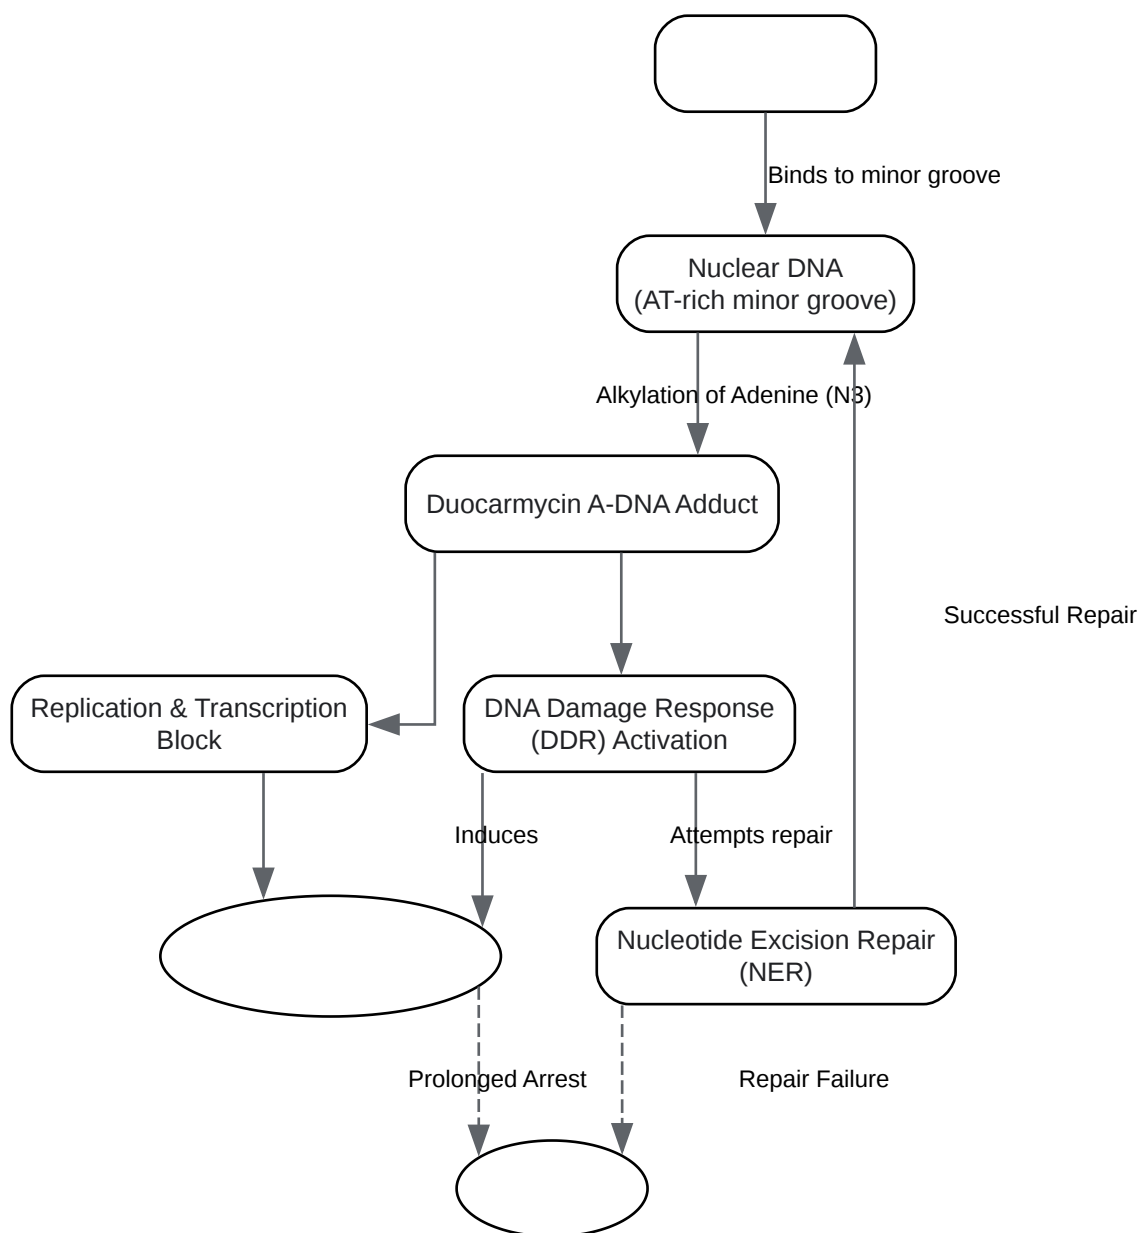 Binds to minor groove
Nuclear DNA
(AT-rich minor groove)
Alkylation of Adenine (N3)
Duocarmycin A-DNA Adduct
Successful Repair
Replication & Transcription
Block
DNA Damage Response
(DDR) Activation
Induces
Attempts repair
Nucleotide Excision Repair
(NER)
Prolonged Arrest
Repair Failure